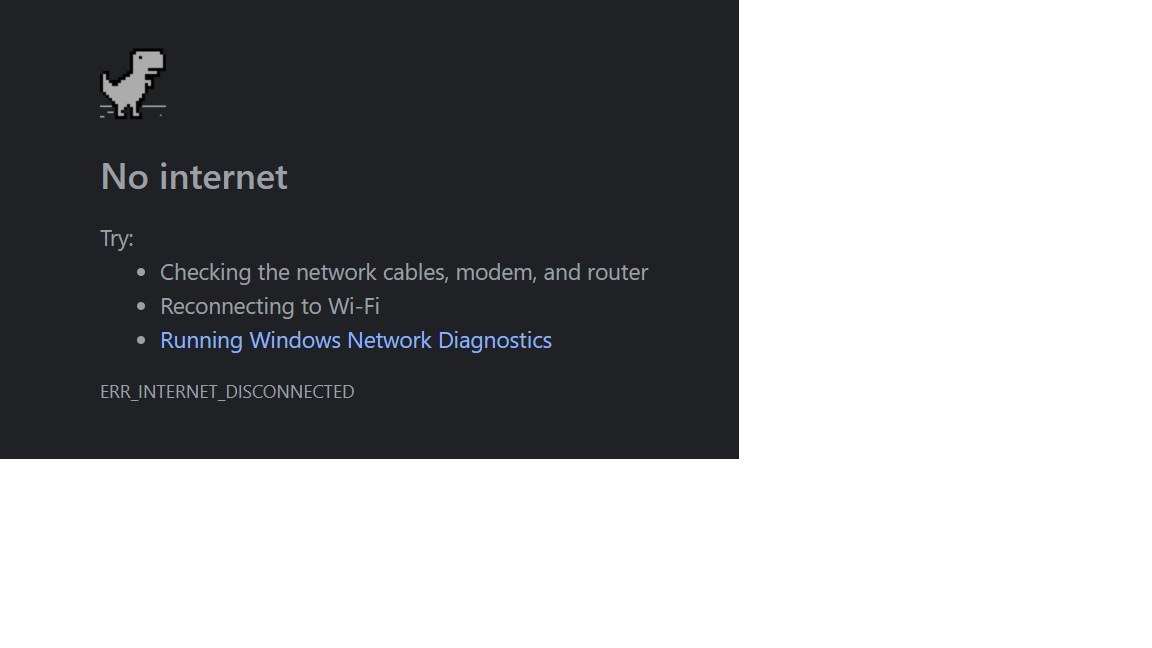 No internet
Try:
Checking the network cables, modem, and router
Reconnecting to Wi-Fi
Running Windows Network Diagnostics
ERR_INTERNET_DISCONNECTED